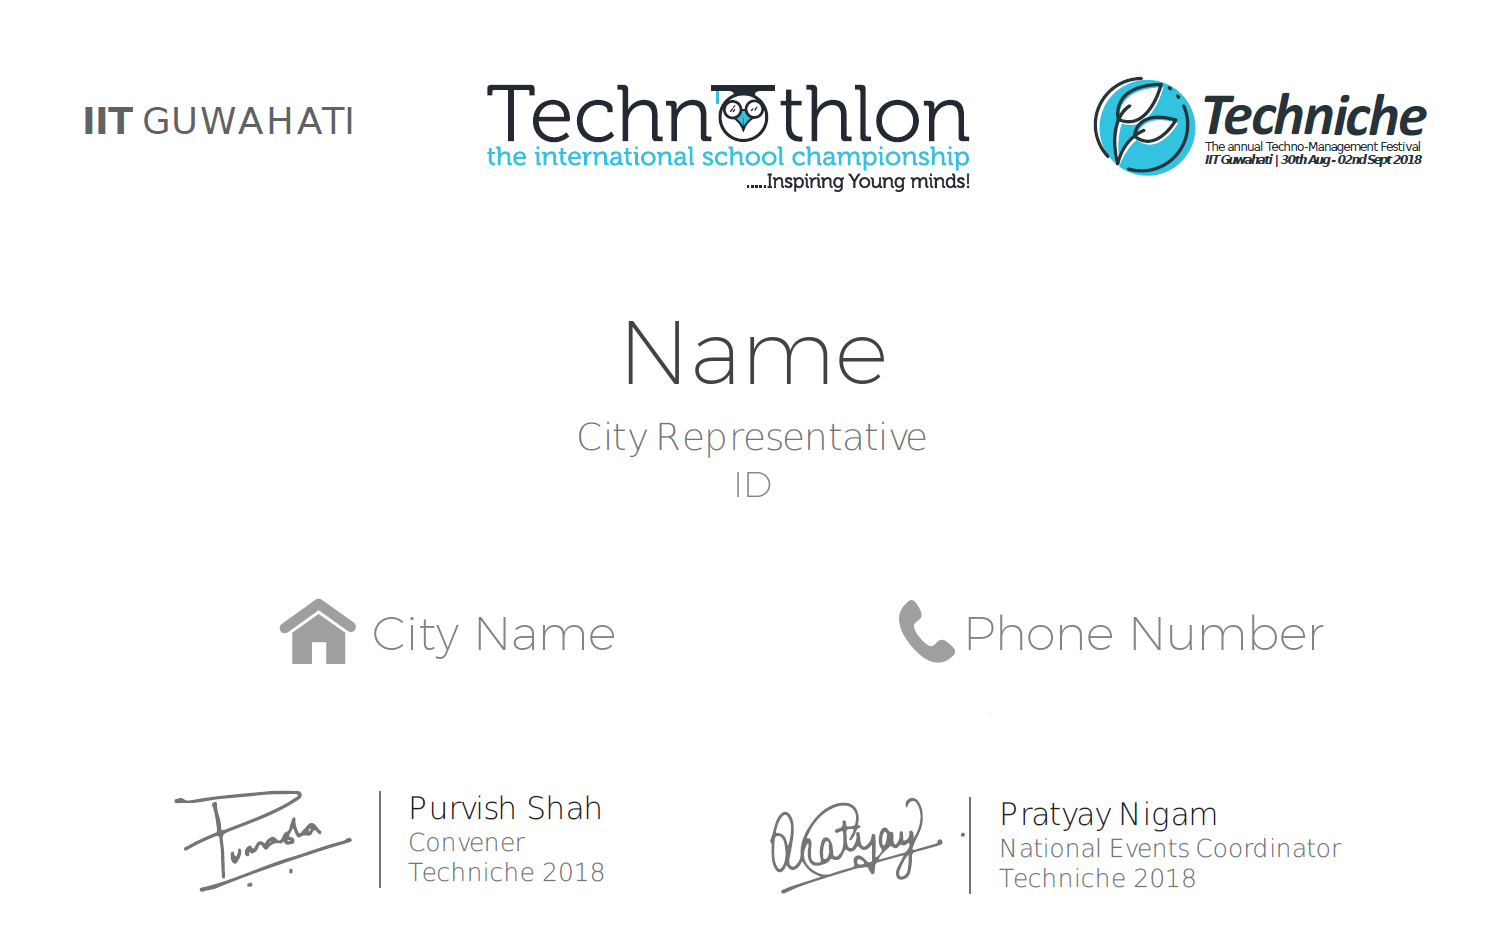 IIT GUWAHATI
Technothlon
the international school championship
.....Inspiring Young minds!
Techniche
The annual Techno-Management Festival
IIT Guwahati | 30th Aug - 02nd Sept 2018
Name
City Representative
ID
City Name
Phone Number
Purvish Shah
Convener
Techniche 2018
Pratyay
Pratyay Nigam
National Events Coordinator
Techniche 2018